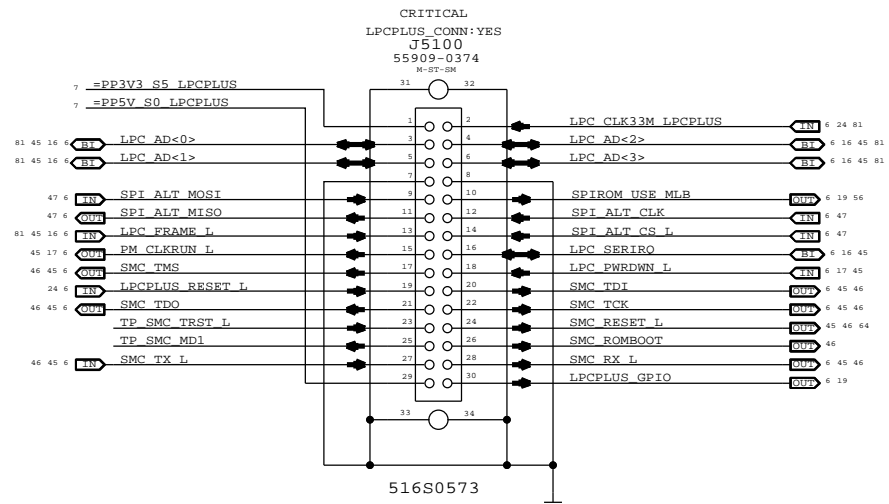 CRITICAL
LPCPLUS_CONN:YES
J5100
55909-0374
M-ST-SM
31 32
7 =PP3V3_S5_LPCPLUS
7 =PP5V_S0_LPCPLUS
1 2 LPC_CLK33M_LPCPLUS IN 6 24 81
81 45 16 6 BI LPC_AD<0> 3 4 LPC_AD<2> BI 6 16 45 81
81 45 16 6 BI LPC_AD<1> 5 6 LPC_AD<3> BI 6 16 45 81
7 8
47 6 IN SPI_ALT_MOSI 9 10 SPIROM_USE_MLB OUT 6 19 56
47 6 OUT SPI_ALT_MISO 11 12 SPI_ALT_CLK IN 6 47
81 45 16 6 IN LPC_FRAME_L 13 14 SPI_ALT_CS_L IN 6 47
45 17 6 OUT PM_CLKRUN_L 15 16 LPC_SERIRQ BI 6 16 45
46 45 6 OUT SMC_TMS 17 18 LPC_PWRDWN_L IN 6 17 45
24 6 IN LPCPLUS_RESET_L 19 20 SMC_TDI OUT 6 45 46
46 45 6 OUT SMC_TDO 21 22 SMC_TCK OUT 6 45 46
TP_SMC_TRST_L 23 24 SMC_RESET_L OUT 45 46 64
TP_SMC_MD1 25 26 SMC_ROMBOOT OUT 46
46 45 6 IN SMC_TX_L 27 28 SMC_RX_L OUT 6 45 46
29 30 LPCPLUS_GPIO OUT 6 19
33 34
516S0573